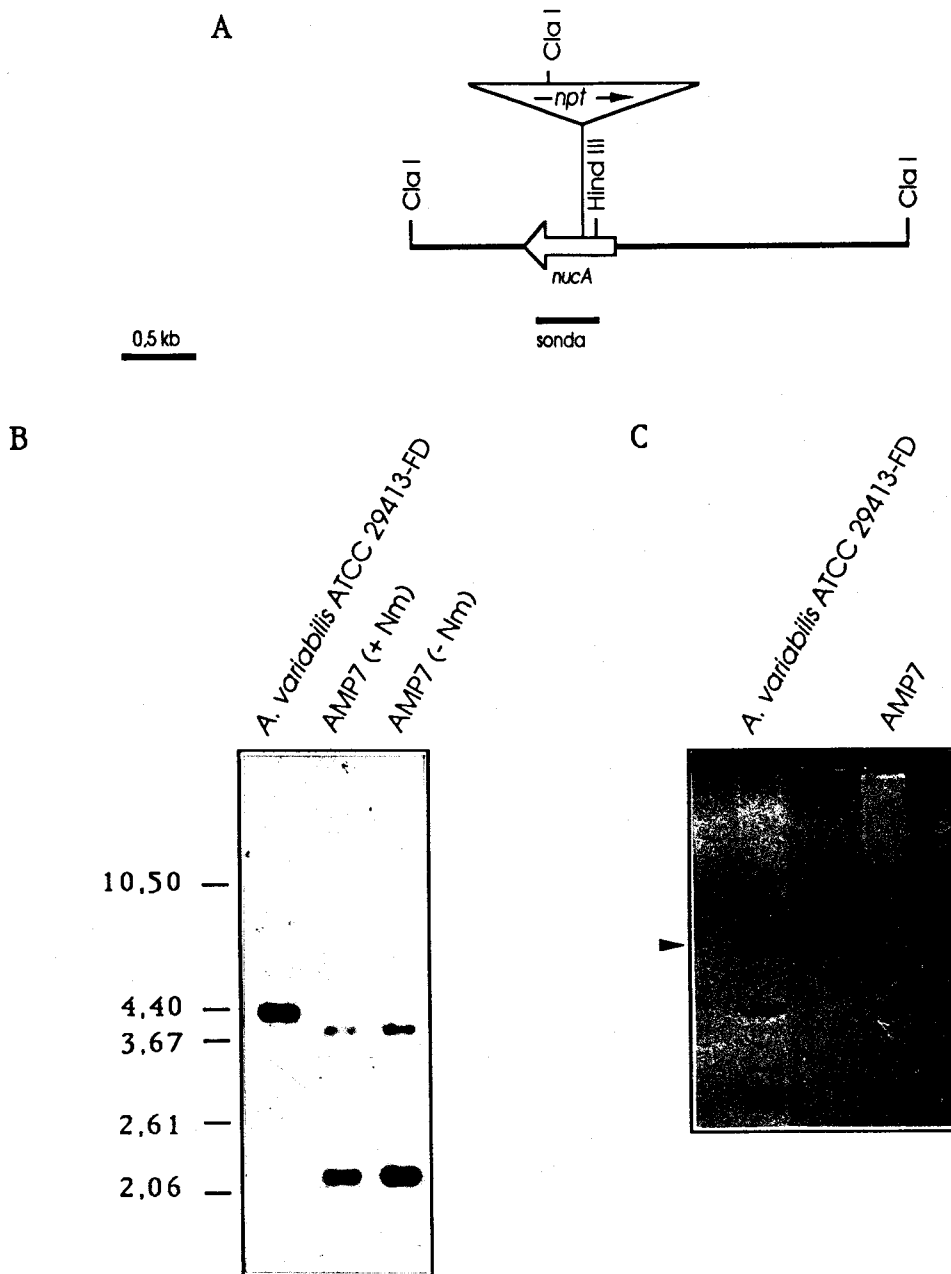 A
Cla I
npt
Cla I
Hind III
Cla I
nucA
0,5 kb
sonda
B
C
A. variabilis ATCC 29413-FD
AMP7 (+ Nm)
AMP7 (- Nm)
A. variabilis ATCC 29413-FD
AMP7
10,50
4,40
3,67
2,61
2,06